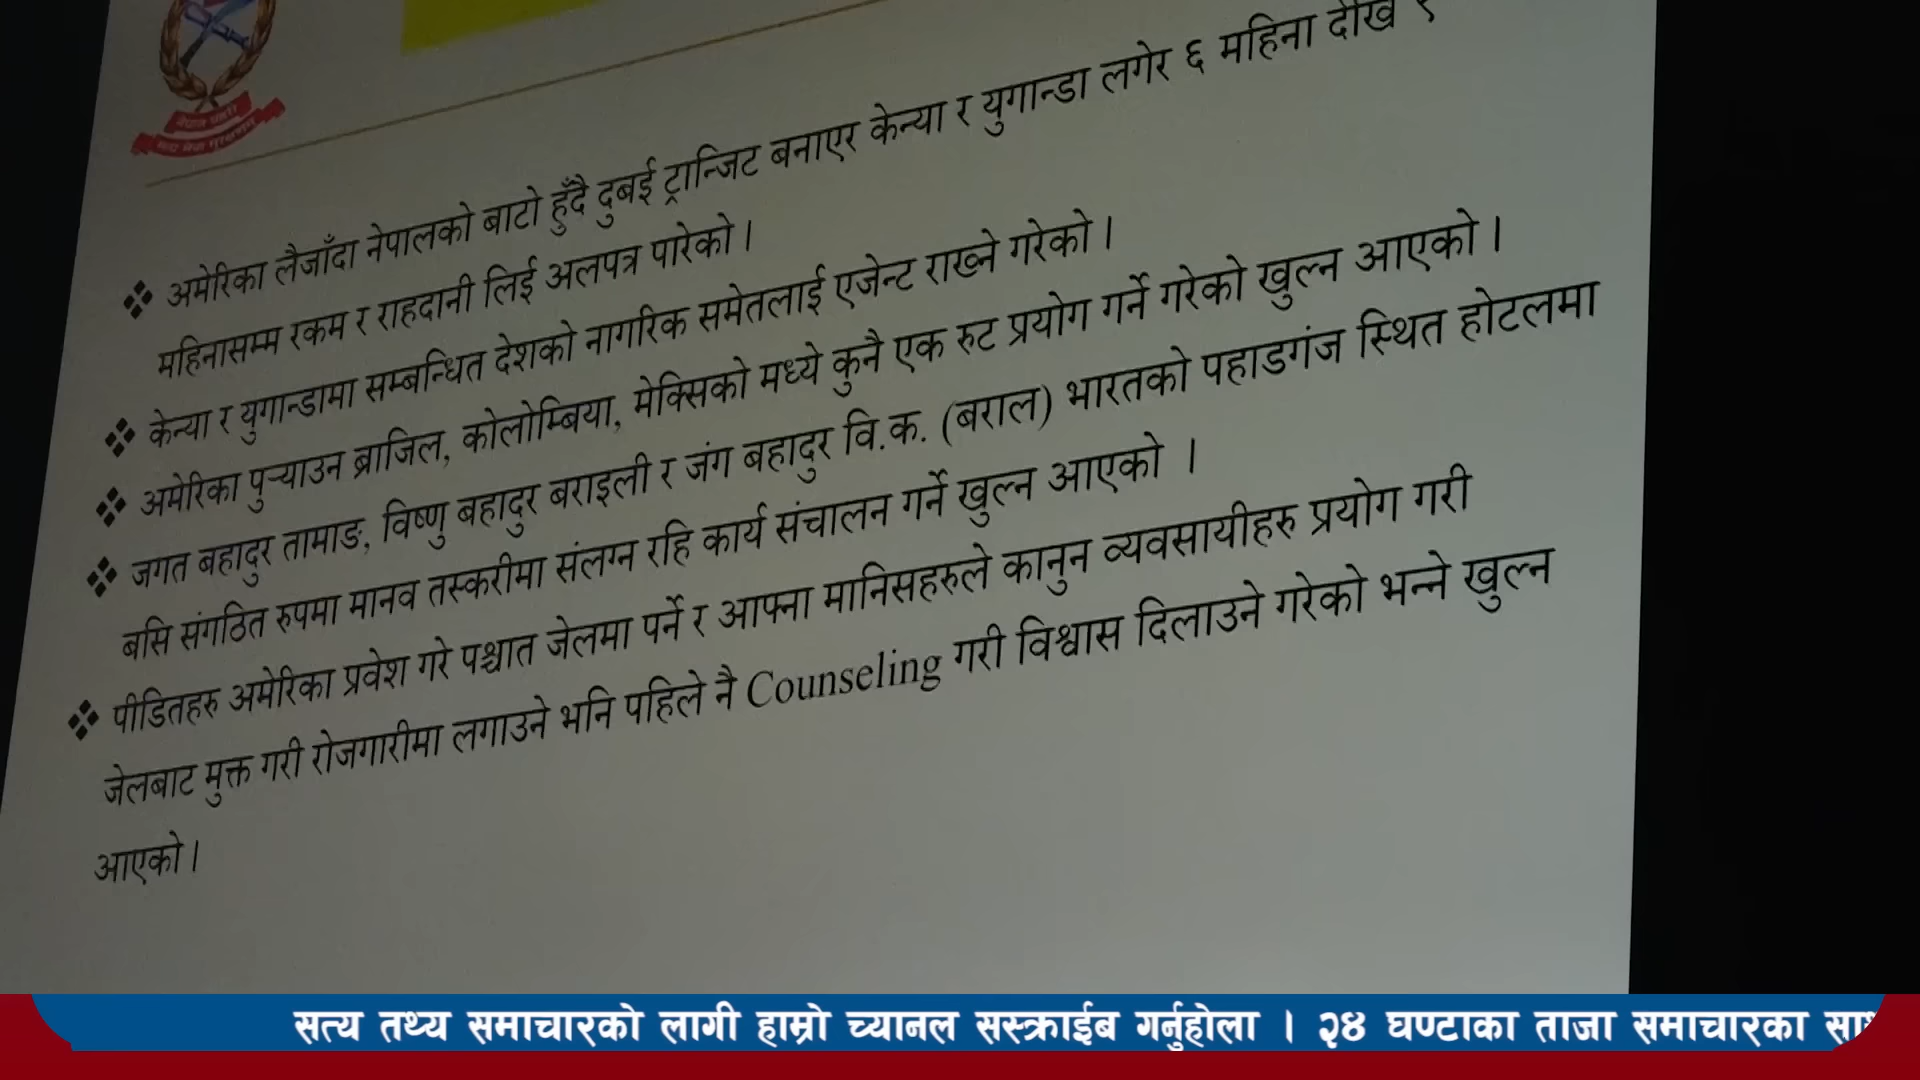 नेपाल प्रहरी
सत्य सेवा सुरक्षणम्
❖ अमेरिका लैजाँदा नेपालको बाटो हुँदै दुबई ट्रान्जिट बनाएर केन्या र युगान्डा लगेर ६ महिना देखि
महिनासम्म रकम र राहदानी लिई अलपत्र पारेको ।
❖ केन्या र युगान्डामा सम्बन्धित देशको नागरिक समेतलाई एजेन्ट राख्ने गरेको ।
❖ अमेरिका पुऱ्याउन ब्राजिल, कोलोम्बिया, मेक्सिको मध्ये कुनै एक रुट प्रयोग गर्ने गरेको खुल्न आएको ।
❖ जगत बहादुर तामाङ, विष्णु बहादुर बराइली र जंग बहादुर वि.क. (बराल) भारतको पहाडगंज स्थित होटलमा
बसि संगठित रुपमा मानव तस्करीमा संलग्न रहि कार्य संचालन गर्ने खुल्न आएको ।
❖ पीडितहरु अमेरिका प्रवेश गरे पश्चात जेलमा पर्ने र आफ्ना मानिसहरुले कानुन व्यवसायीहरु प्रयोग गरी
जेलबाट मुक्त गरी रोजगारीमा लगाउने भनि पहिले नै Counseling गरी विश्वास दिलाउने गरेको भन्ने खुल्न
आएको ।
सत्य तथ्य समाचारको लागी हाम्रो च्यानल सस्क्राईब गर्नुहोला । २४ घण्टाका ताजा समाचारका